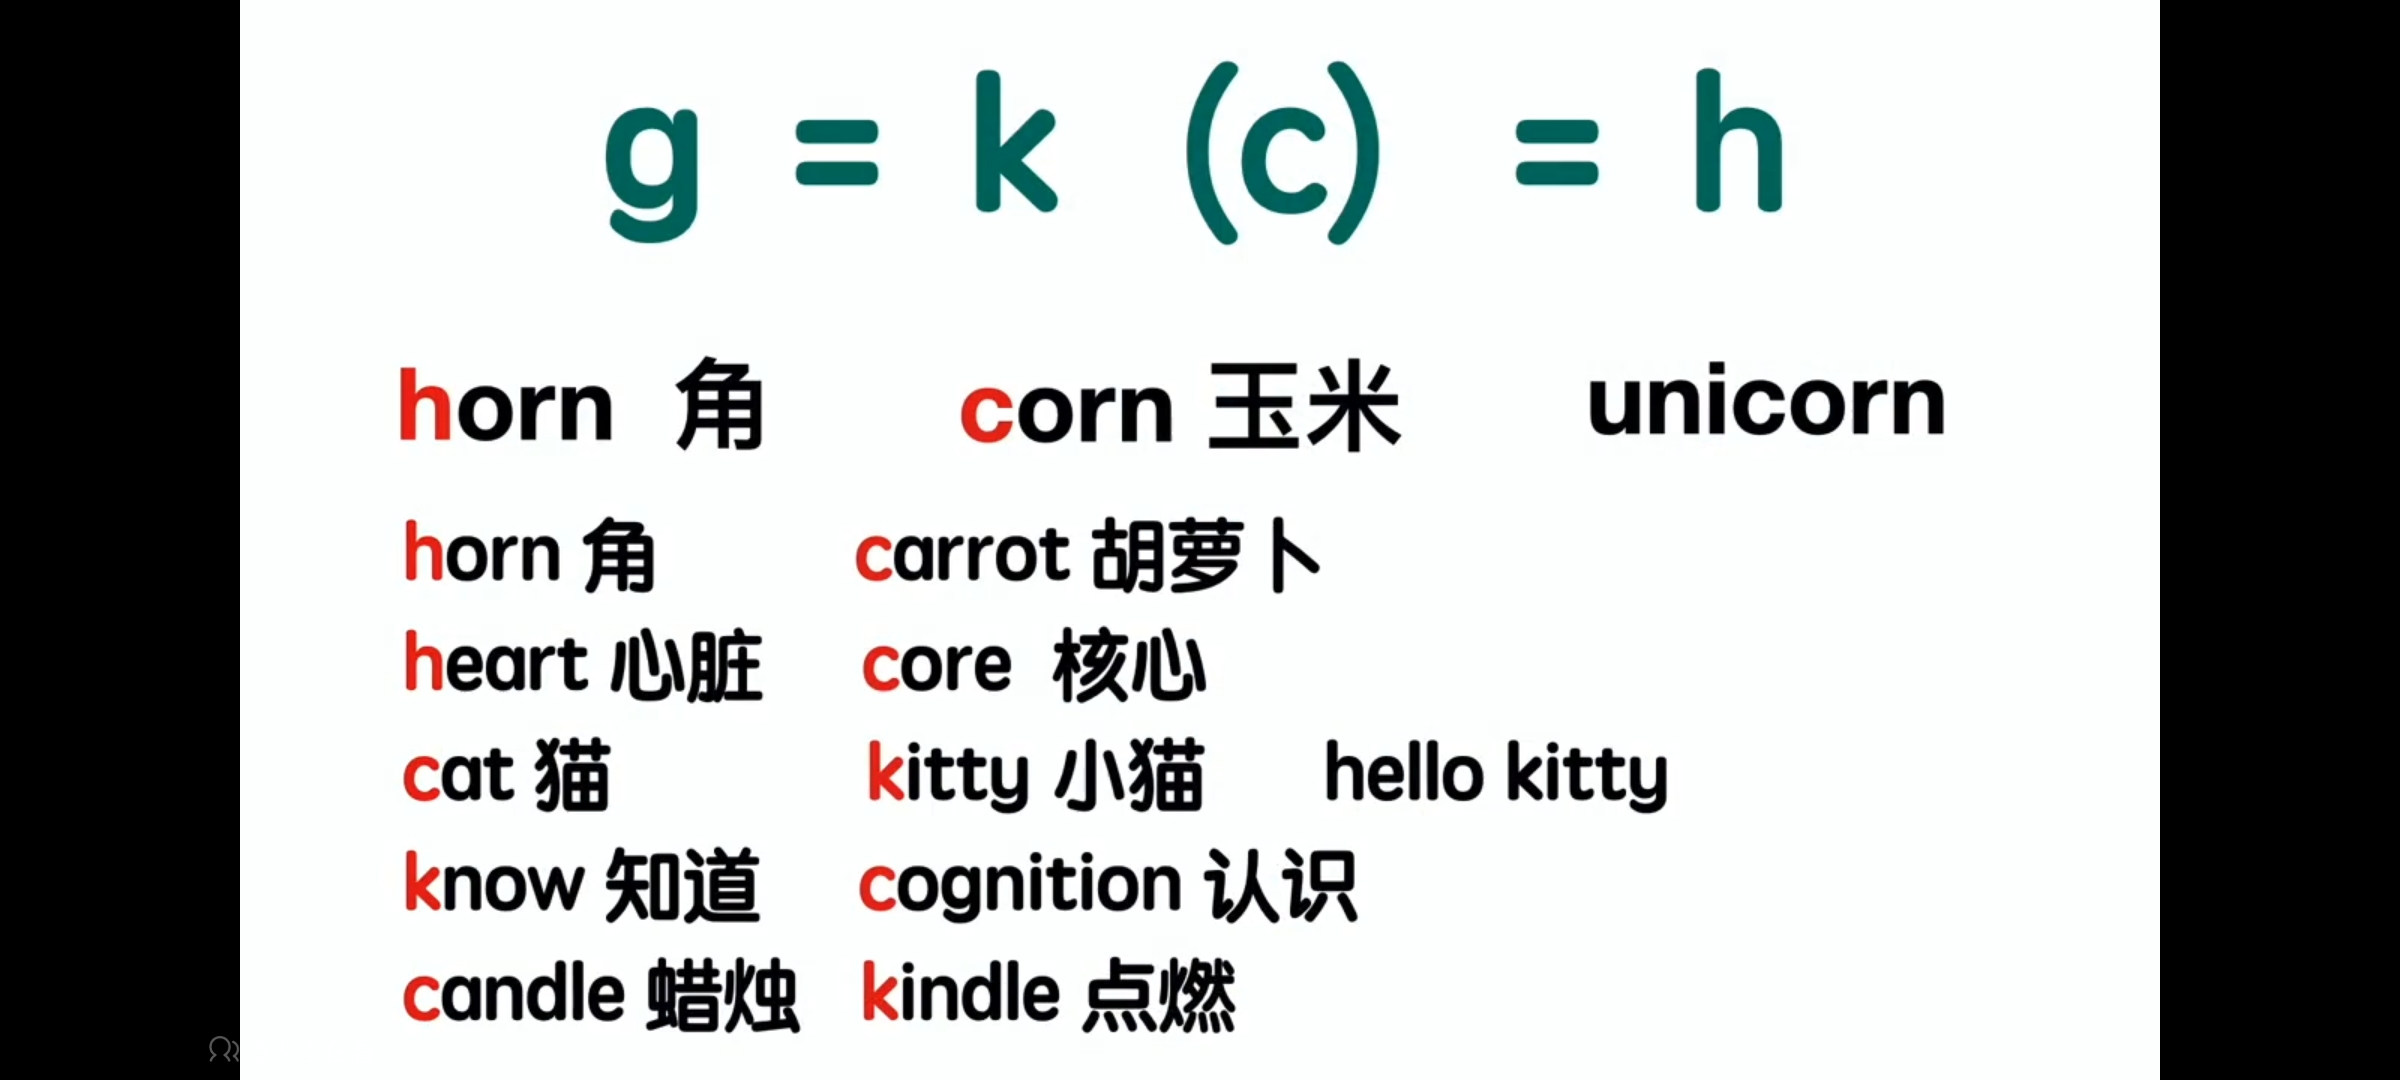 g = k (c) = h
horn 角 corn 玉米 unicorn
horn 角 carrot 胡萝卜
heart 心脏 core 核心
cat 猫 kitty 小猫 hello kitty
know 知道 cognition 认识
candle 蜡烛 kindle 点燃